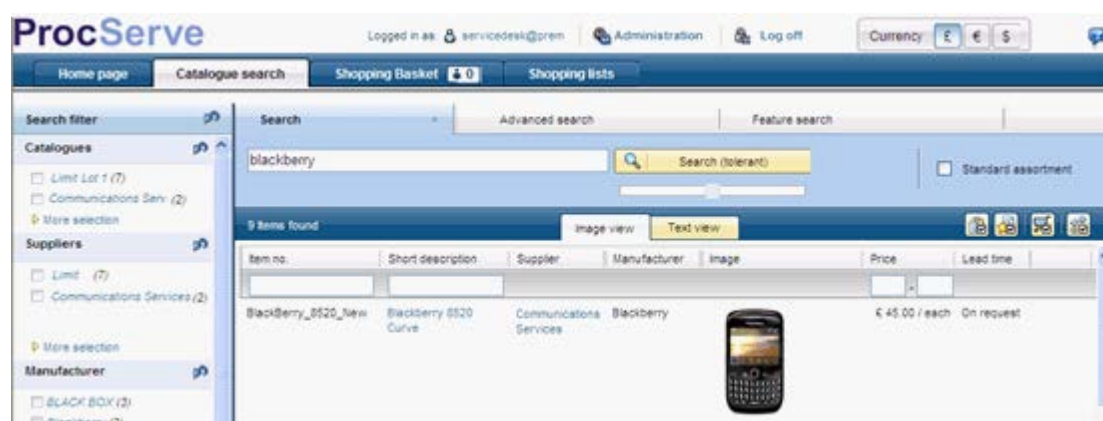 ProcServe
Logged in as: servicedesk@prem Administration Log off Currency £ € $
Home page Catalogue search Shopping Basket 0 Shopping lists
Search filter
Catalogues
Limit Lot 1 (7)
Communications Serv (2)
More selection
Suppliers
Limit (7)
Communications Services (2)
More selection
Manufacturer
BLACK BOX (3)
Search Advanced search Feature search
blackberry Search (tolerant) Standard assortment
9 items found Image view Text view
Item no. Short description Supplier Manufacturer Image Price Lead time
-
BlackBerry_8520_New Blackberry 8520 Communications Blackberry € 45.00 / each On request
Curve Services